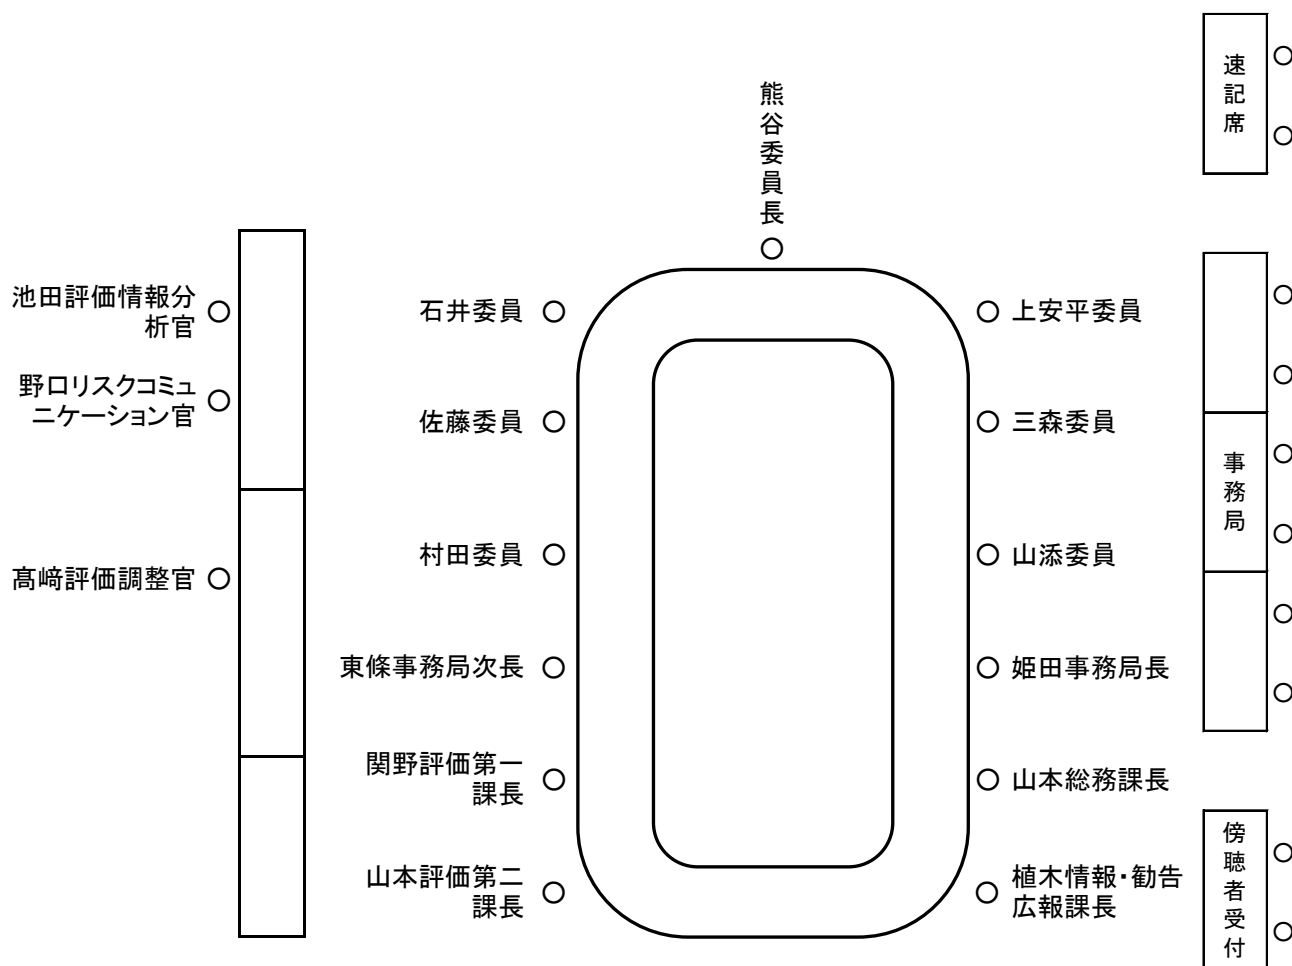 速記席
熊谷委員長
池田評価情報分
析官
野口リスクコミュ
ニケーション官
髙﨑評価調整官
石井委員
佐藤委員
村田委員
東條事務局次長
関野評価第一
課長
山本評価第二
課長
上安平委員
三森委員
山添委員
姫田事務局長
山本総務課長
植木情報・勧告
広報課長
事務局
傍聴者受付